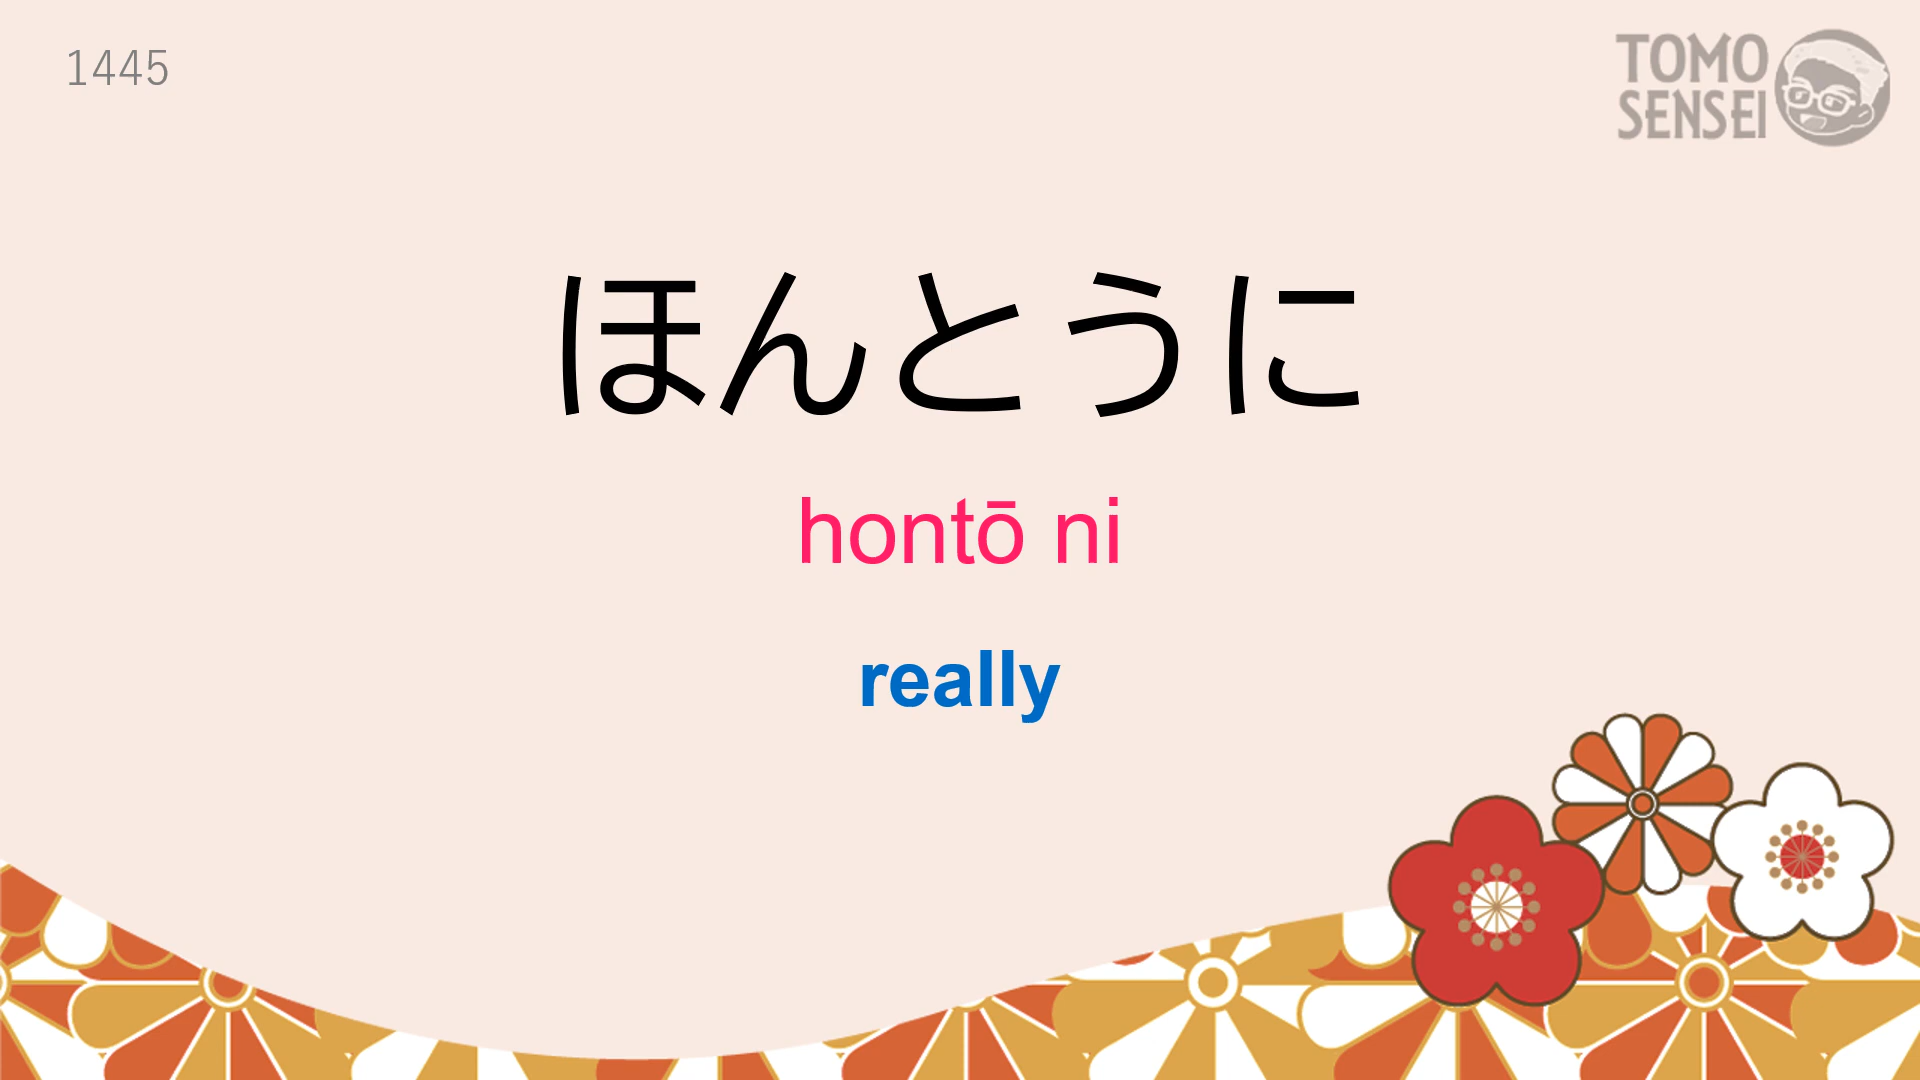 1445
TOMO
SENSEI
ほんとうに
hontō ni
really